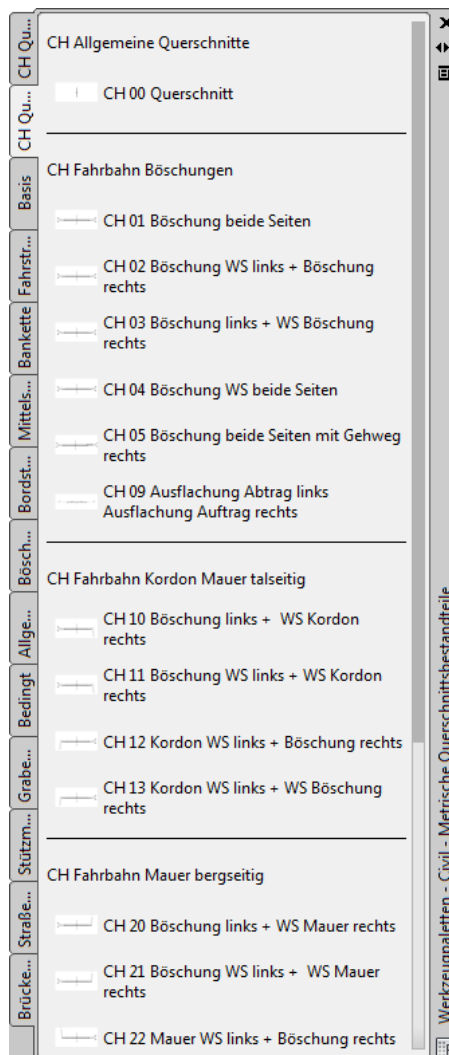 CH Qu...
CH Qu...
Basis
Fahrstr...
Bankette
Mittels...
Bordst...
Bösch...
Allge...
Bedingt
Grabe...
Stützm...
Straße...
Brücke...
CH Allgemeine Querschnitte
CH 00 Querschnitt
CH Fahrbahn Böschungen
CH 01 Böschung beide Seiten
CH 02 Böschung WS links + Böschung
rechts
CH 03 Böschung links + WS Böschung
rechts
CH 04 Böschung WS beide Seiten
CH 05 Böschung beide Seiten mit Gehweg
rechts
CH 09 Ausflachung Abtrag links
Ausflachung Auftrag rechts
CH Fahrbahn Kordon Mauer talseitig
CH 10 Böschung links + WS Kordon
rechts
CH 11 Böschung WS links + WS Kordon
rechts
CH 12 Kordon WS links + Böschung rechts
CH 13 Kordon WS links + WS Böschung
rechts
CH Fahrbahn Mauer bergseitig
CH 20 Böschung links + WS Mauer rechts
CH 21 Böschung WS links + WS Mauer
rechts
CH 22 Mauer WS links + Böschung rechts
Werkzeugpaletten - Civil - Metrische Querschnittsbestandteile